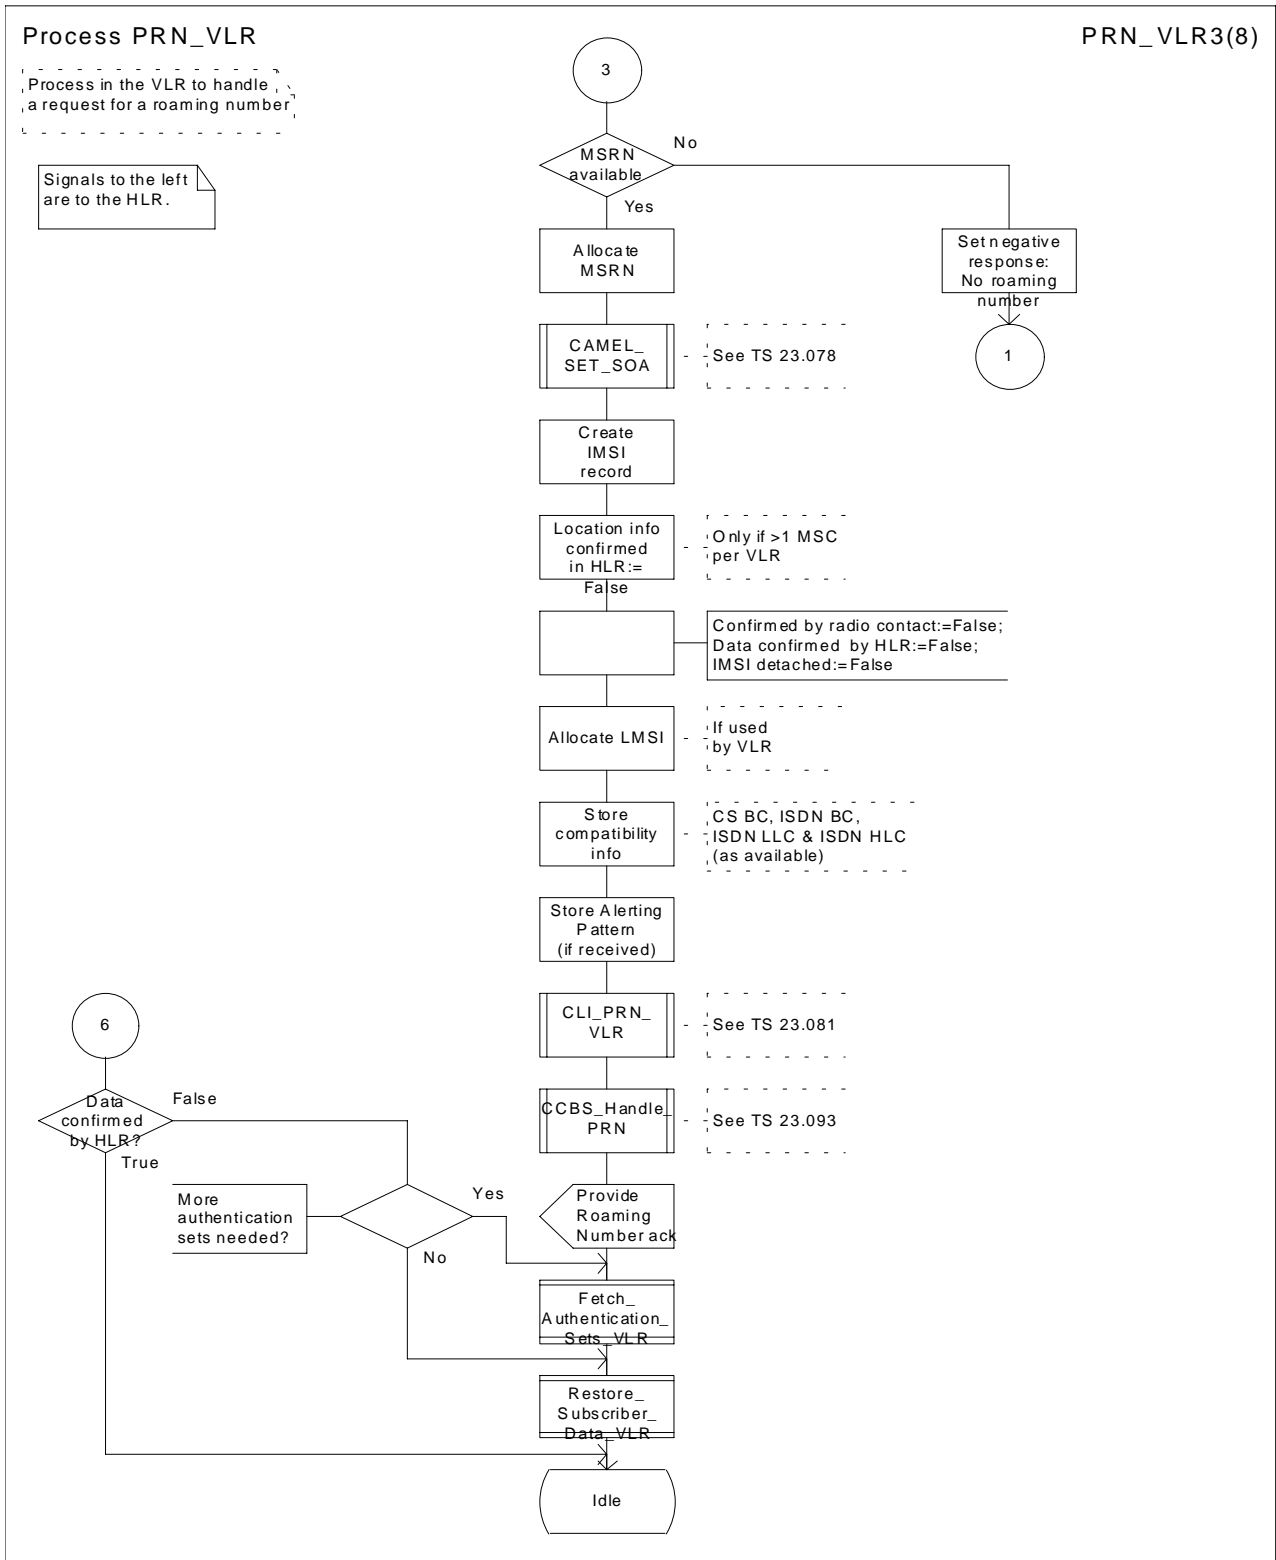 Process PRN_VLR
PRN_VLR3(8)
Process in the VLR to handle
a request for a roaming number
Signals to the left
are to the HLR.
3
MSRN
available
No
Yes
Allocate
MSRN
Set negative
response:
No roaming
number
1
CAMEL_
SET_SOA
See TS 23.078
Create
IMSI
record
Location info
confirmed
in HLR:=
False
Only if >1 MSC
per VLR
Confirmed by radio contact:=False;
Data confirmed by HLR:=False;
IMSI detached:=False
Allocate LMSI
If used
by VLR
Store
compatibility
info
CS BC, ISDN BC,
ISDN LLC & ISDN HLC
(as available)
Store Alerting
Pattern
(if received)
CLI_PRN_
VLR
See TS 23.081
6
Data
confirmed
by HLR?
False
True
CCBS_Handle_
PRN
See TS 23.093
More
authentication
sets needed?
Yes
No
Provide
Roaming
Number ack
Fetch_
Authentication_
Sets_VLR
Restore_
Subscriber_
Data_VLR
Idle